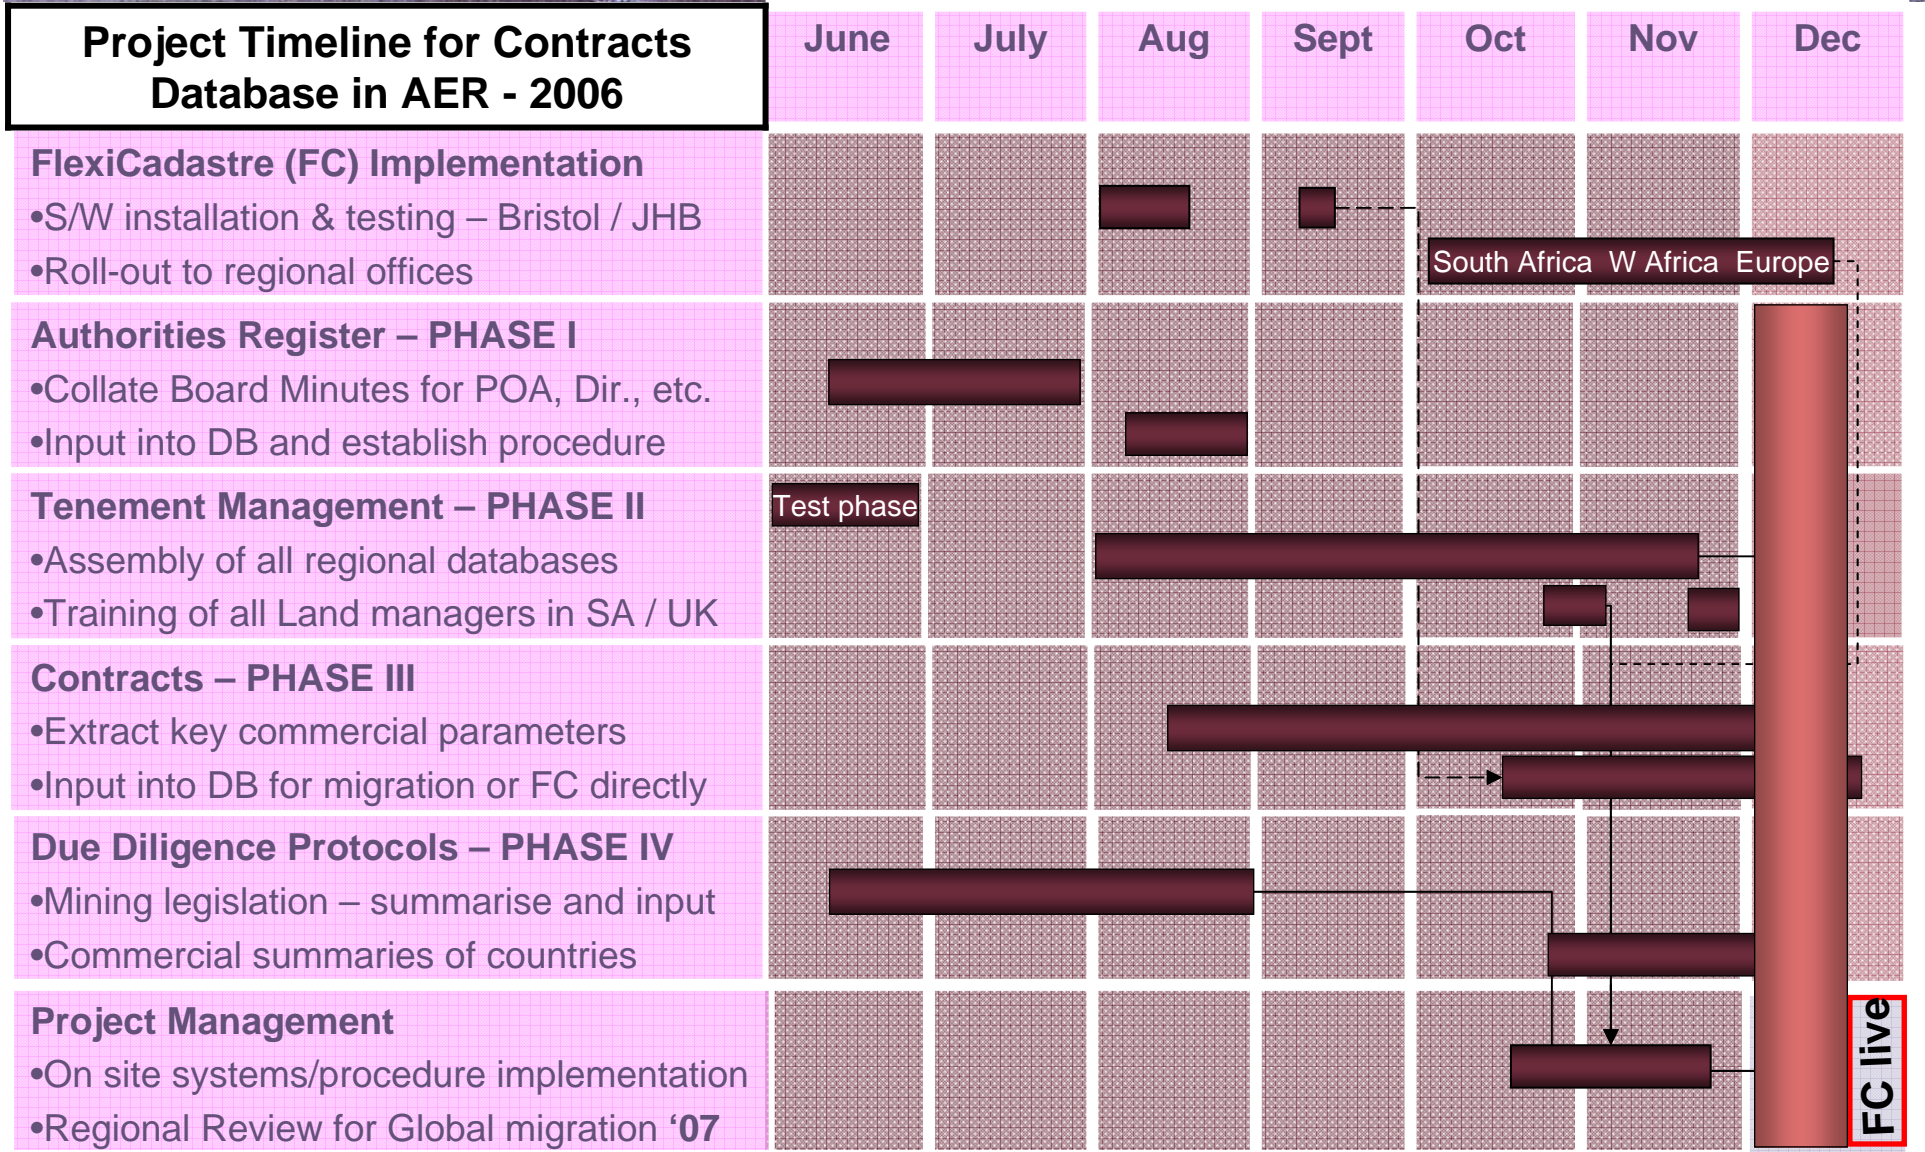 Project Timeline for Contracts
Database in AER - 2006
June July Aug Sept Oct Nov Dec
FlexiCadastre (FC) Implementation
•S/W installation & testing – Bristol / JHB
•Roll-out to regional offices
South Africa W Africa Europe
Authorities Register – PHASE I
•Collate Board Minutes for POA, Dir., etc.
•Input into DB and establish procedure
Tenement Management – PHASE II
Test phase
•Assembly of all regional databases
•Training of all Land managers in SA / UK
Contracts – PHASE III
•Extract key commercial parameters
•Input into DB for migration or FC directly
Due Diligence Protocols – PHASE IV
•Mining legislation – summarise and input
•Commercial summaries of countries
Project Management
•On site systems/procedure implementation
•Regional Review for Global migration ‘07
FC live